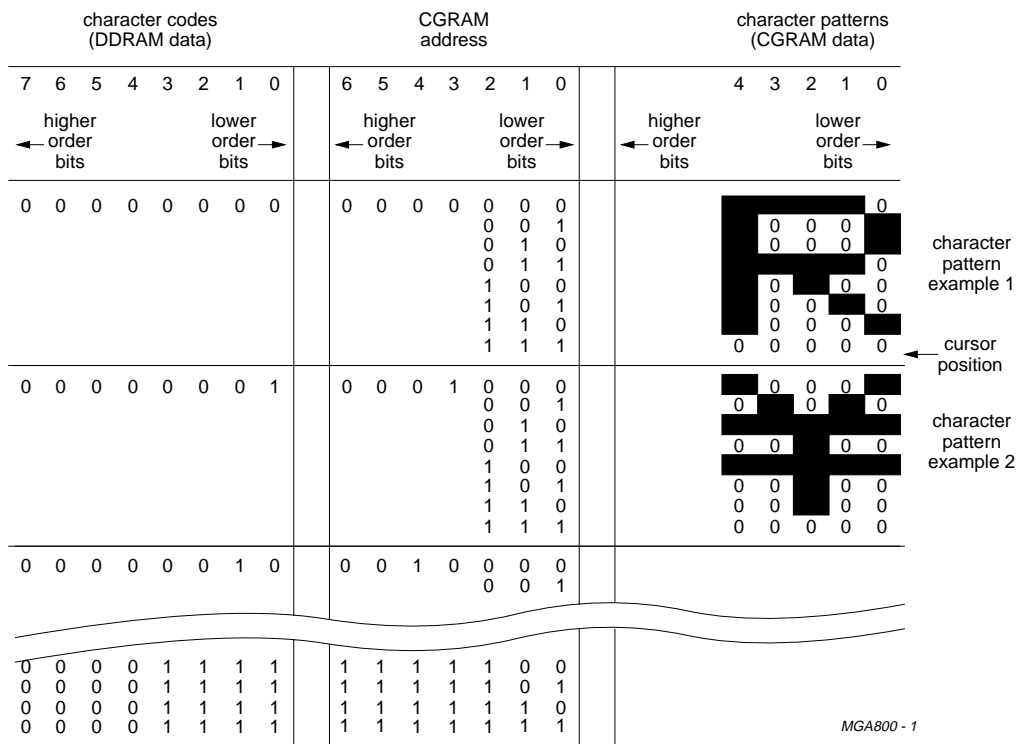 character codes
(DDRAM data)
CGRAM
address
character patterns
(CGRAM data)
7 6 5 4 3 2 1 0 6 5 4 3 2 1 0 4 3 2 1 0
higher
order
bits
lower
order
bits
higher
order
bits
lower
order
bits
higher
order
bits
lower
order
bits
0 0 0 0 0 0 0 0 0 0 0 0 0 0 0 0
0 0 1 0 0 0
0 1 0 0 0 0
0 1 1 0
1 0 0 0 0 0
1 0 1 0 0 0
1 1 0 0 0 0
1 1 1 0 0 0 0 0
character
pattern
example 1
cursor
position
0 0 0 0 0 0 0 1 0 0 0 1 0 0 0 0 0 0
0 0 1 0 0 0
0 1 0
0 1 1 0 0 0 0
1 0 0
1 0 1 0 0 0 0
1 1 0 0 0 0 0
1 1 1 0 0 0 0 0
character
pattern
example 2
0 0 0 0 0 0 1 0 0 0 1 0 0 0 0
0 0 1
0 0 0 0 1 1 1 1 1 1 1 1 1 0 0
0 0 0 0 1 1 1 1 1 1 1 1 1 0 1
0 0 0 0 1 1 1 1 1 1 1 1 1 1 0
0 0 0 0 1 1 1 1 1 1 1 1 1 1 1
MGA800 - 1